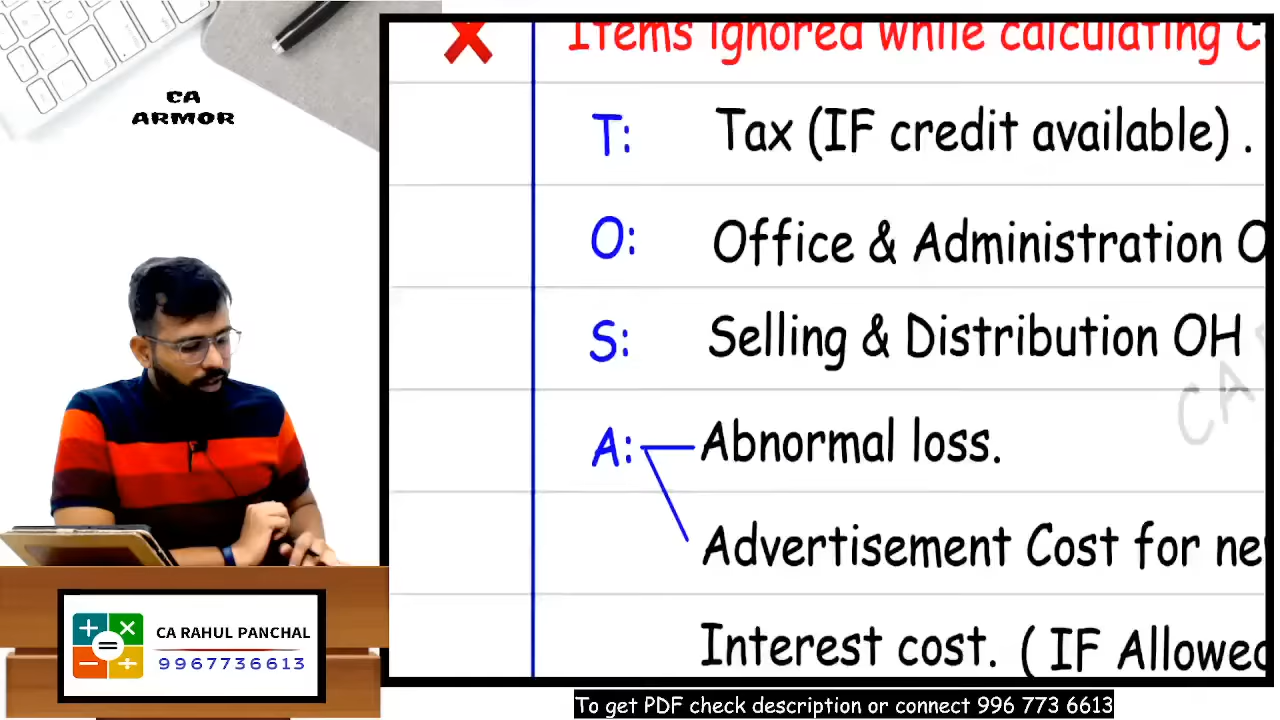 CA
ARMOR
Items ignored while calculating
T: Tax (IF credit available) .
O: Office & Administration O
S: Selling & Distribution OH
A: Abnormal loss.
Advertisement Cost for
Interest cost. ( IF Allowed
CA
CA RAHUL PANCHAL
9967736613
To get PDF check description or connect 996 773 6613